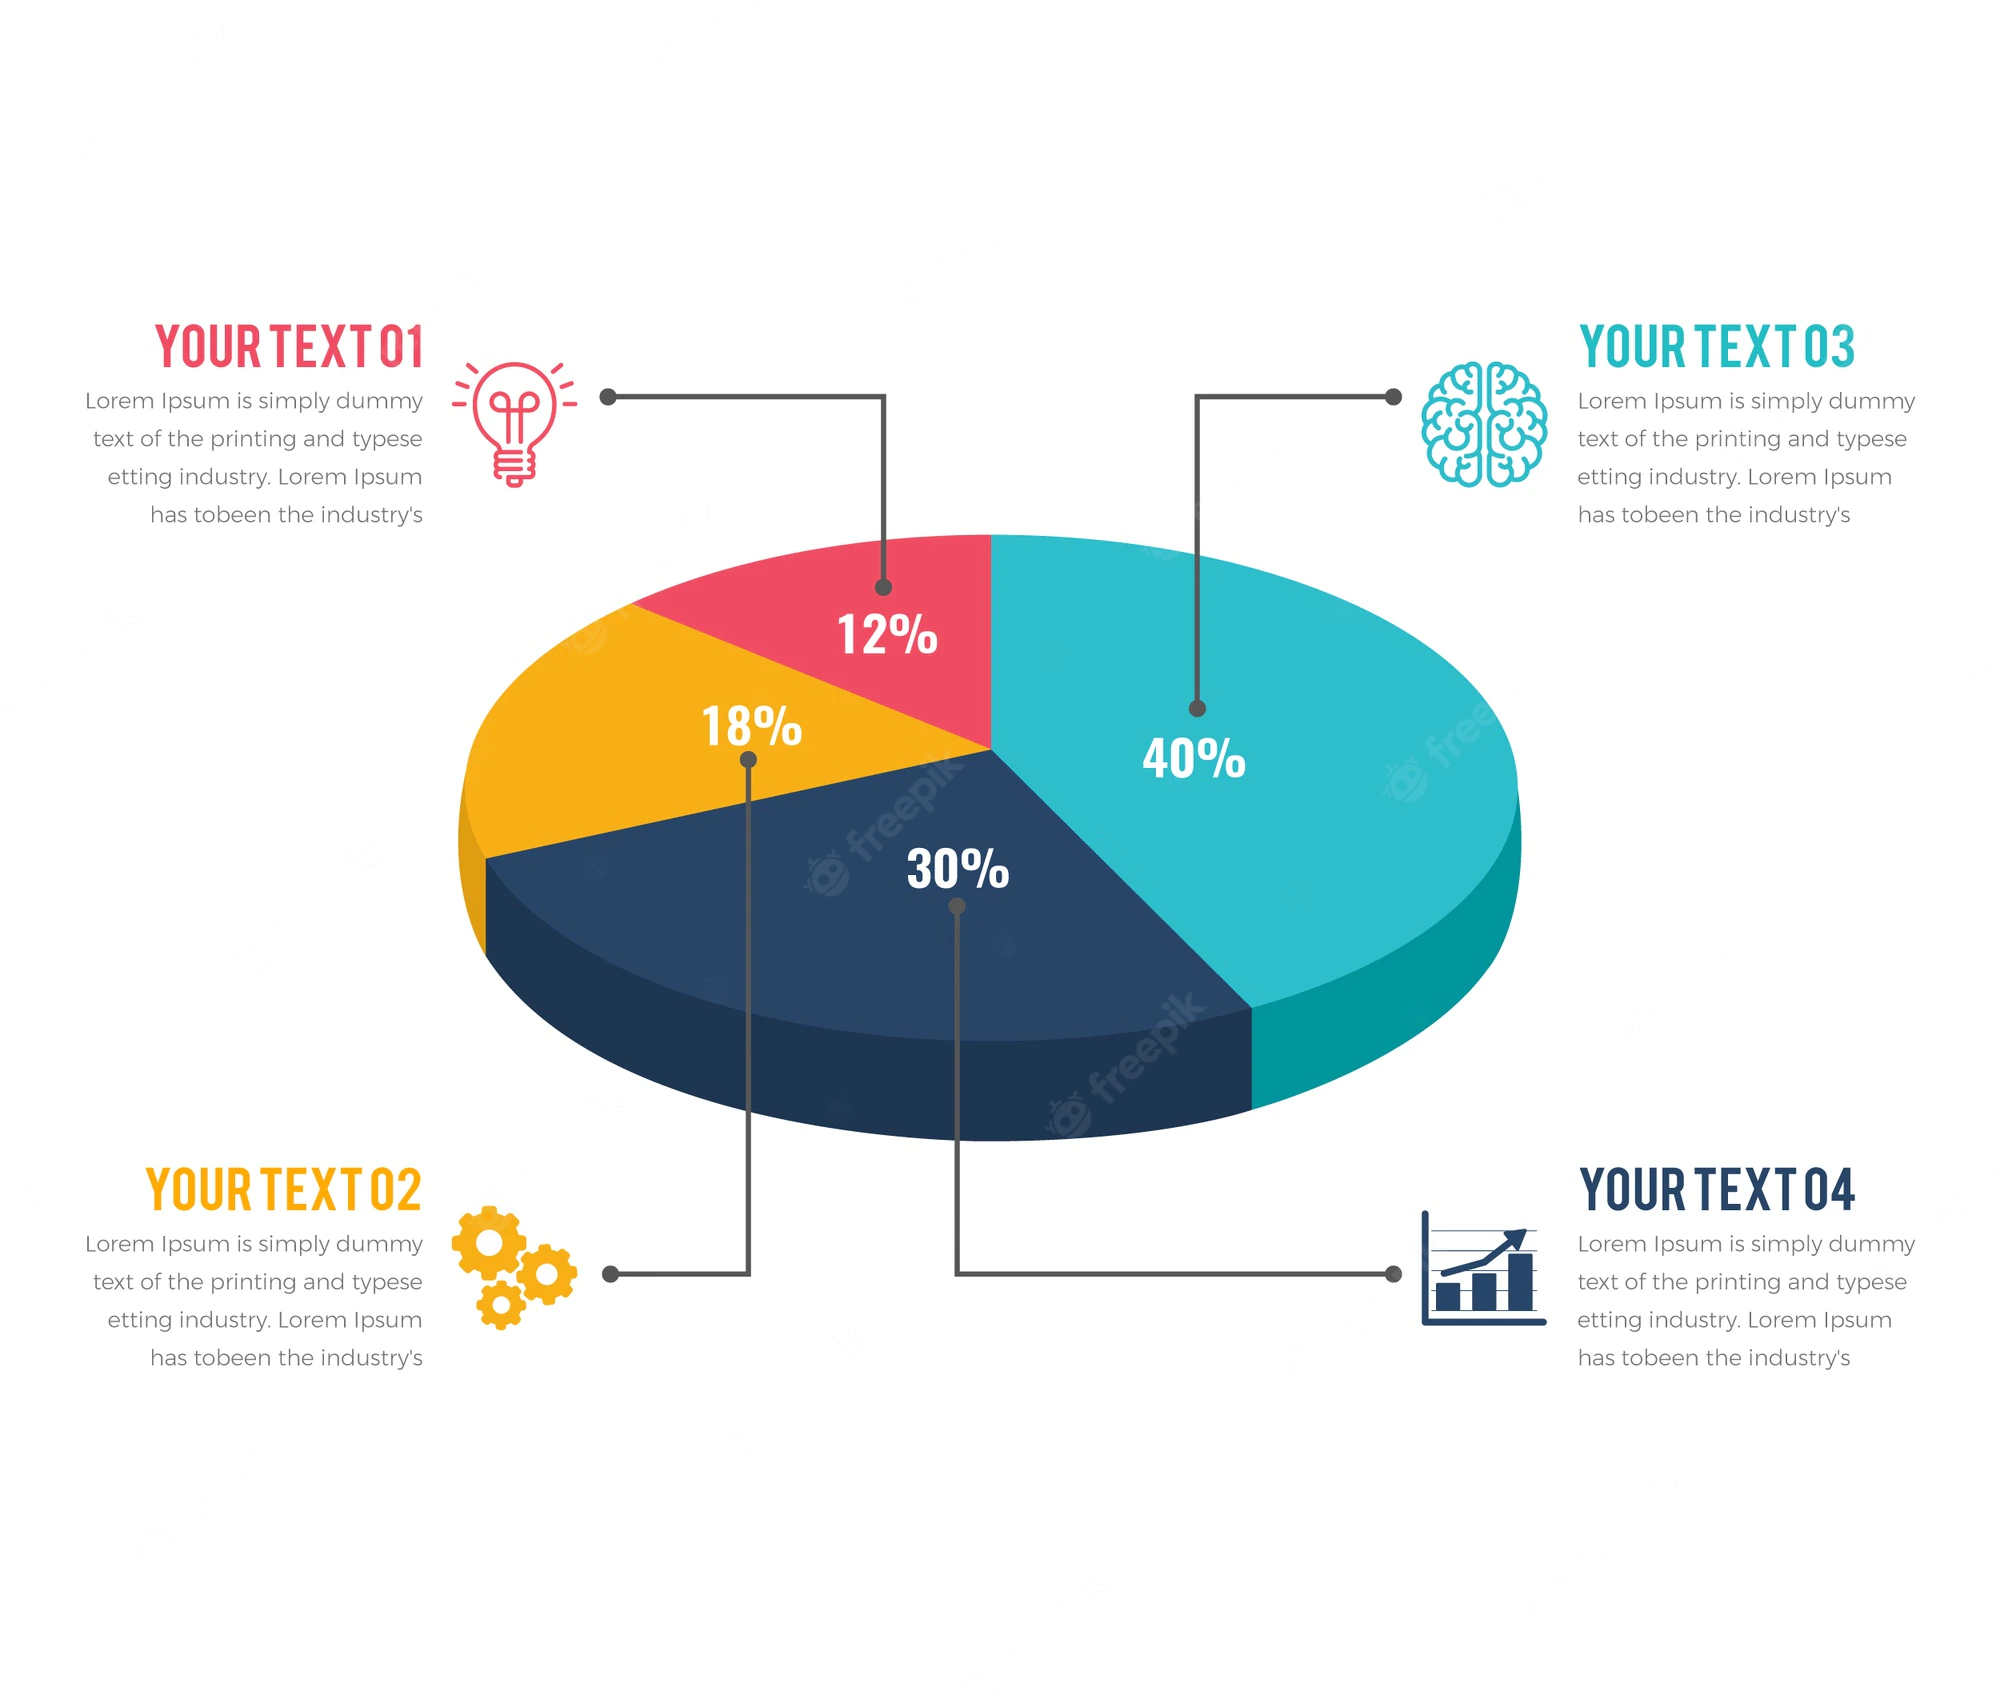 YOUR TEXT 01
Lorem Ipsum is simply dummy
text of the printing and typese
etting industry. Lorem Ipsum
has tobeen the industry's
YOUR TEXT 03
Lorem Ipsum is simply dummy
text of the printing and typese
etting industry. Lorem Ipsum
has tobeen the industry's
12%
18%
40%
30%
freepik
freepik
freepik
YOUR TEXT 02
Lorem Ipsum is simply dummy
text of the printing and typese
etting industry. Lorem Ipsum
has tobeen the industry's
YOUR TEXT 04
Lorem Ipsum is simply dummy
text of the printing and typese
etting industry. Lorem Ipsum
has tobeen the industry's